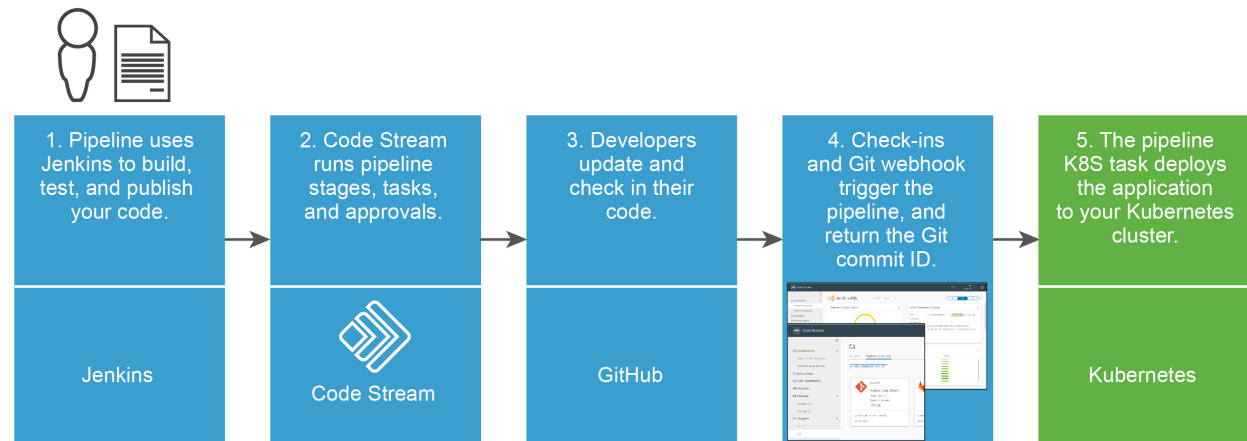 1. Pipeline uses
Jenkins to build,
test, and publish
your code.
2. Code Stream
runs pipeline
stages, tasks,
and approvals.
3. Developers
update and
check in their
code.
4. Check-ins
and Git webhook
trigger the
pipeline, and
return the Git
commit ID.
5. The pipeline
K8S task deploys
the application
to your Kubernetes
cluster.
Jenkins
Code Stream
GitHub
Code Stream
Git
Kubernetes